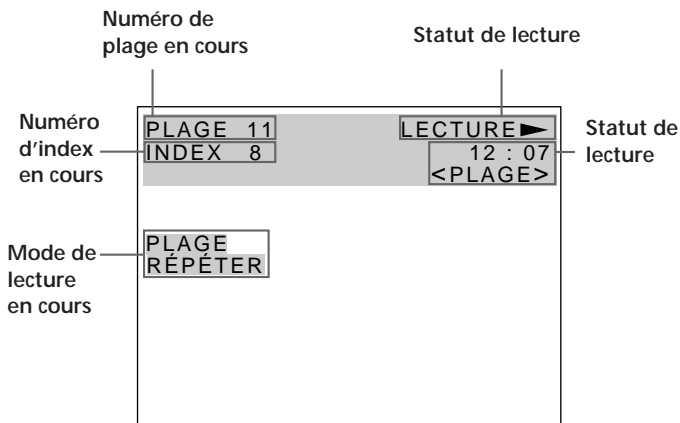 Numéro de
plage en cours
Statut de lecture
Numéro
d'index
en cours
PLAGE 11
INDEX 8
LECTURE
12 : 07
<PLAGE>
Statut de
lecture
Mode de
lecture
en cours
PLAGE
RÉPÉTER